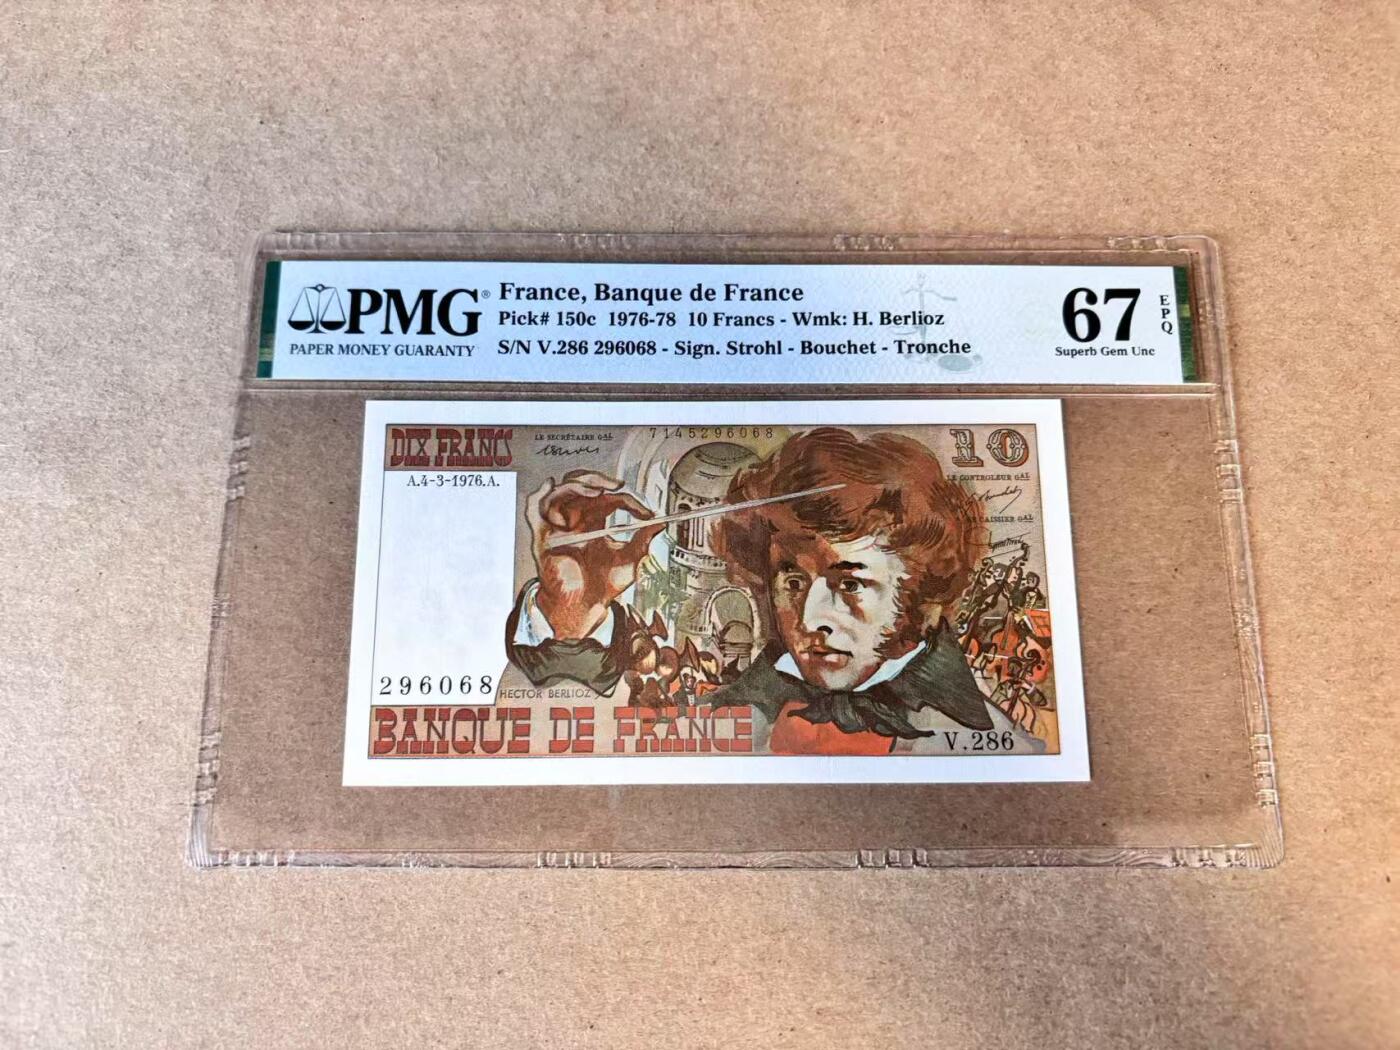 PMG®
PAPER MONEY GUARANTY
France, Banque de France
Pick# 150c 1976-78 10 Francs - Wmk: H. Berlioz
S/N V.286 296068 - Sign. Strohl - Bouchet - Tronche
67
EPQ
Superb Gem Unc
DIX FRANCS
LE SECRÉTAIRE GAL
7145296068
10
A.4-3-1976.A.
LE CONTROLEUR GAL
LE CAISSIER GAL
296068
HECTOR BERLIOZ
BANQUE DE FRANCE
V.286